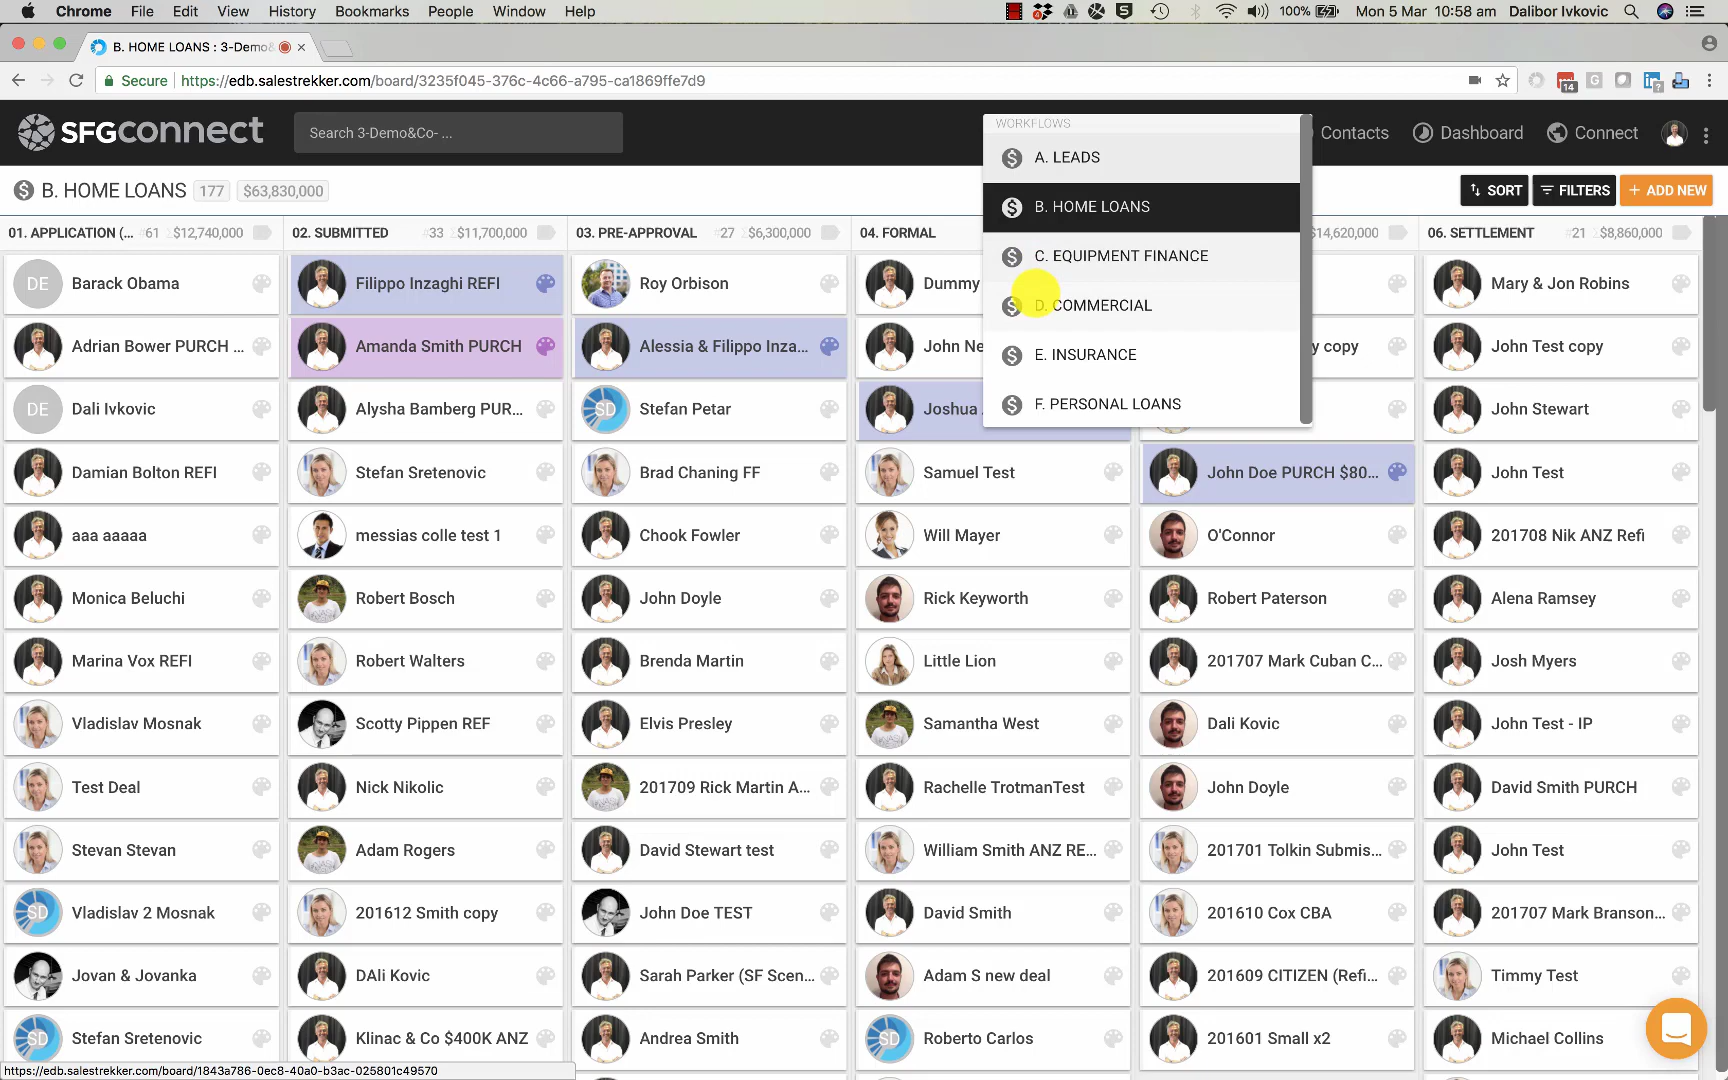 Chrome File Edit View History Bookmarks People Window Help 100% Mon 5 Mar 10:58 am Dalibor Ivkovic
B. HOME LOANS : 3-Demo&
Secure https://edb.salestrekker.com/board/3235f045-376c-4c66-a795-ca1869ffe7d9 14
SFGconnect Search 3-Demo&Co- ... Contacts Dashboard Connect
B. HOME LOANS 177 $63,830,000 SORT FILTERS + ADD NEW
WORKFLOWS
A. LEADS
B. HOME LOANS
C. EQUIPMENT FINANCE
D. COMMERCIAL
E. INSURANCE
F. PERSONAL LOANS
01. APPLICATION (... #61 $12,740,000
DE Barack Obama
Adrian Bower PURCH ...
DE Dali Ivkovic
Damian Bolton REFI
aaa aaaaa
Monica Beluchi
Marina Vox REFI
Vladislav Mosnak
Test Deal
Stevan Stevan
SD Vladislav 2 Mosnak
Jovan & Jovanka
SD Stefan Sretenovic
02. SUBMITTED #33 $11,700,000
Filippo Inzaghi REFI
Amanda Smith PURCH
Alysha Bamberg PUR...
Stefan Sretenovic
messias colle test 1
Robert Bosch
Robert Walters
Scotty Pippen REF
Nick Nikolic
Adam Rogers
201612 Smith copy
DAli Kovic
Klinac & Co $400K ANZ
03. PRE-APPROVAL #27 $6,300,000
Roy Orbison
Alessia & Filippo Inza...
SD Stefan Petar
Brad Chaning FF
Chook Fowler
John Doyle
Brenda Martin
Elvis Presley
201709 Rick Martin A...
David Stewart test
John Doe TEST
Sarah Parker (SF Scen...
Andrea Smith
04. FORMAL
Dummy
John Ne
Joshua
Samuel Test
Will Mayer
Rick Keyworth
Little Lion
Samantha West
Rachelle TrotmanTest
William Smith ANZ RE...
David Smith
Adam S new deal
SD Roberto Carlos
$14,620,000
y copy
John Doe PURCH $80...
O'Connor
Robert Paterson
201707 Mark Cuban C...
Dali Kovic
John Doyle
201701 Tolkin Submis...
201610 Cox CBA
201609 CITIZEN (Refi...
201601 Small x2
06. SETTLEMENT #21 $8,860,000
Mary & Jon Robins
John Test copy
John Stewart
John Test
201708 Nik ANZ Refi
Alena Ramsey
Josh Myers
John Test - IP
David Smith PURCH
John Test
201707 Mark Branson...
Timmy Test
Michael Collins
https://edb.salestrekker.com/board/1843a786-0ec8-40a0-b3ac-025801c49570